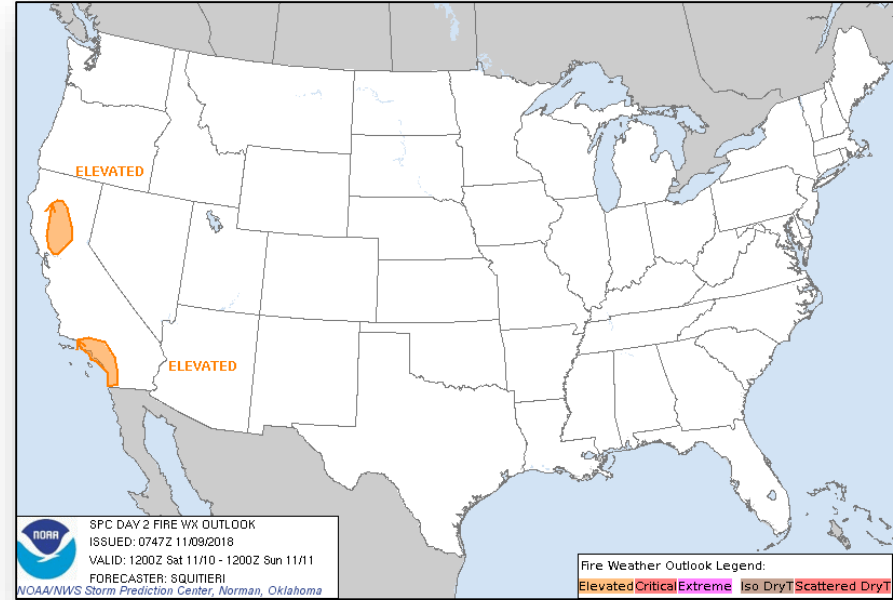 ELEVATED
ELEVATED
NOAA
SPC DAY 2 FIRE WX OUTLOOK
ISSUED: 0747Z 11/09/2018
VALID: 1200Z Sat 11/10 - 1200Z Sun 11/11
FORECASTER: SQUITIERI
NOAA/NWS Storm Prediction Center, Norman, Oklahoma
Fire Weather Outlook Legend:
Elevated Critical Extreme Iso DryT Scattered DryT